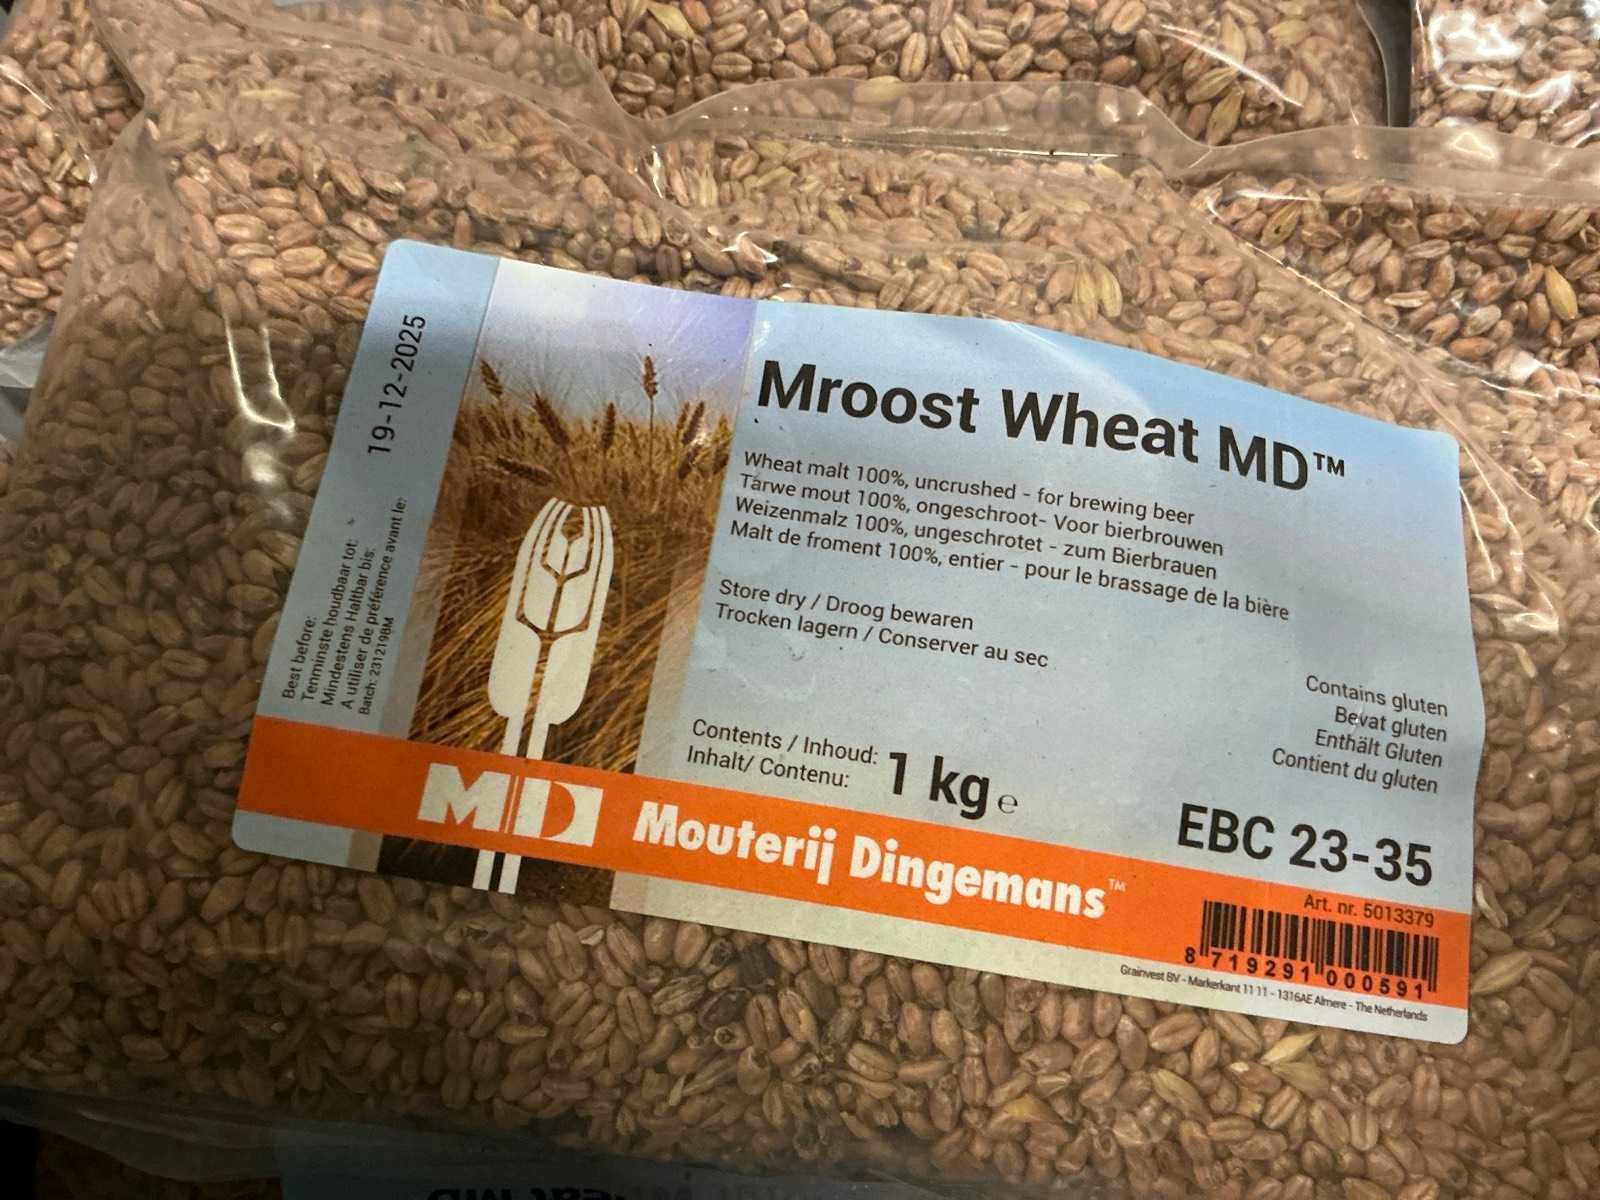 19-12-2025
Best before:
Tenminste houdbaar tot:
Mindestens Haltbar bis:
A utiliser de préférence avant le:
Batch: 2312198M
Mroost Wheat MD™
Wheat malt 100%, uncrushed - for brewing beer
Tarwe mout 100%, ongeschroot- Voor bierbrouwen
Weizenmalz 100%, ungeschrotet - zum Bierbrauen
Malt de froment 100%, entier - pour le brassage de la bière
Store dry / Droog bewaren
Trocken lagern / Conserver au sec
Contains gluten
Bevat gluten
Enthält Gluten
Contient du gluten
Contents / Inhoud:
Inhalt/ Contenu:
1 kg ℮
EBC 23-35
MD Mouterij Dingemans™
Art. nr. 5013379
8 719291 000591
Grainvest BV - Markerkant 11 11 - 1316AE Almere - The Netherlands